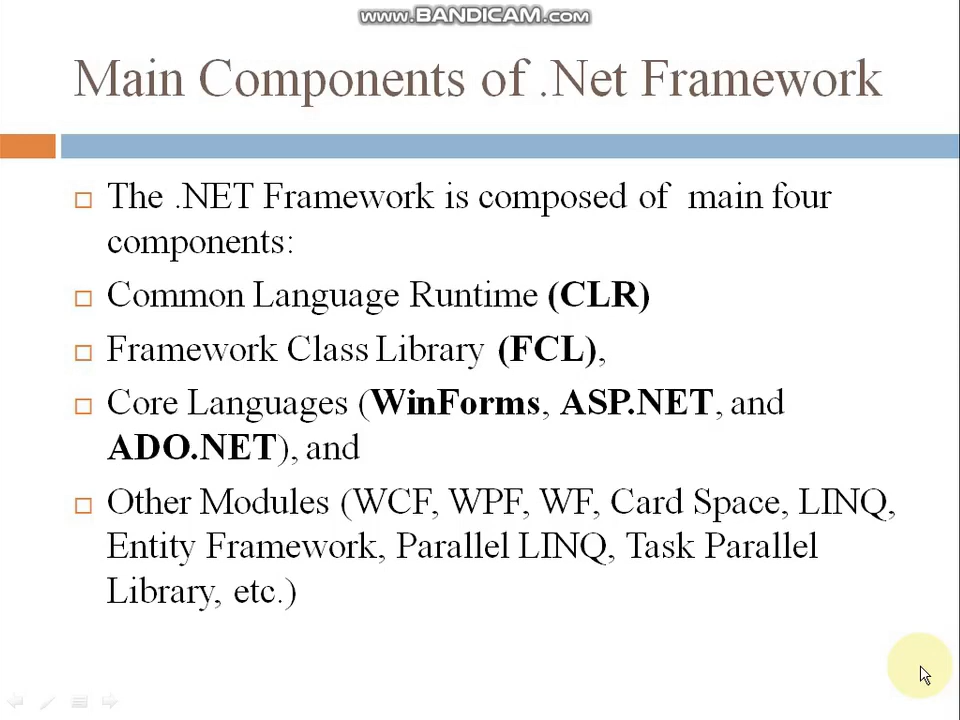 www.BANDICAM.com
Main Components of .Net Framework
The .NET Framework is composed of main four
components:
Common Language Runtime (CLR)
Framework Class Library (FCL),
Core Languages (WinForms, ASP.NET, and
ADO.NET), and
Other Modules (WCF, WPF, WF, Card Space, LINQ,
Entity Framework, Parallel LINQ, Task Parallel
Library, etc.)